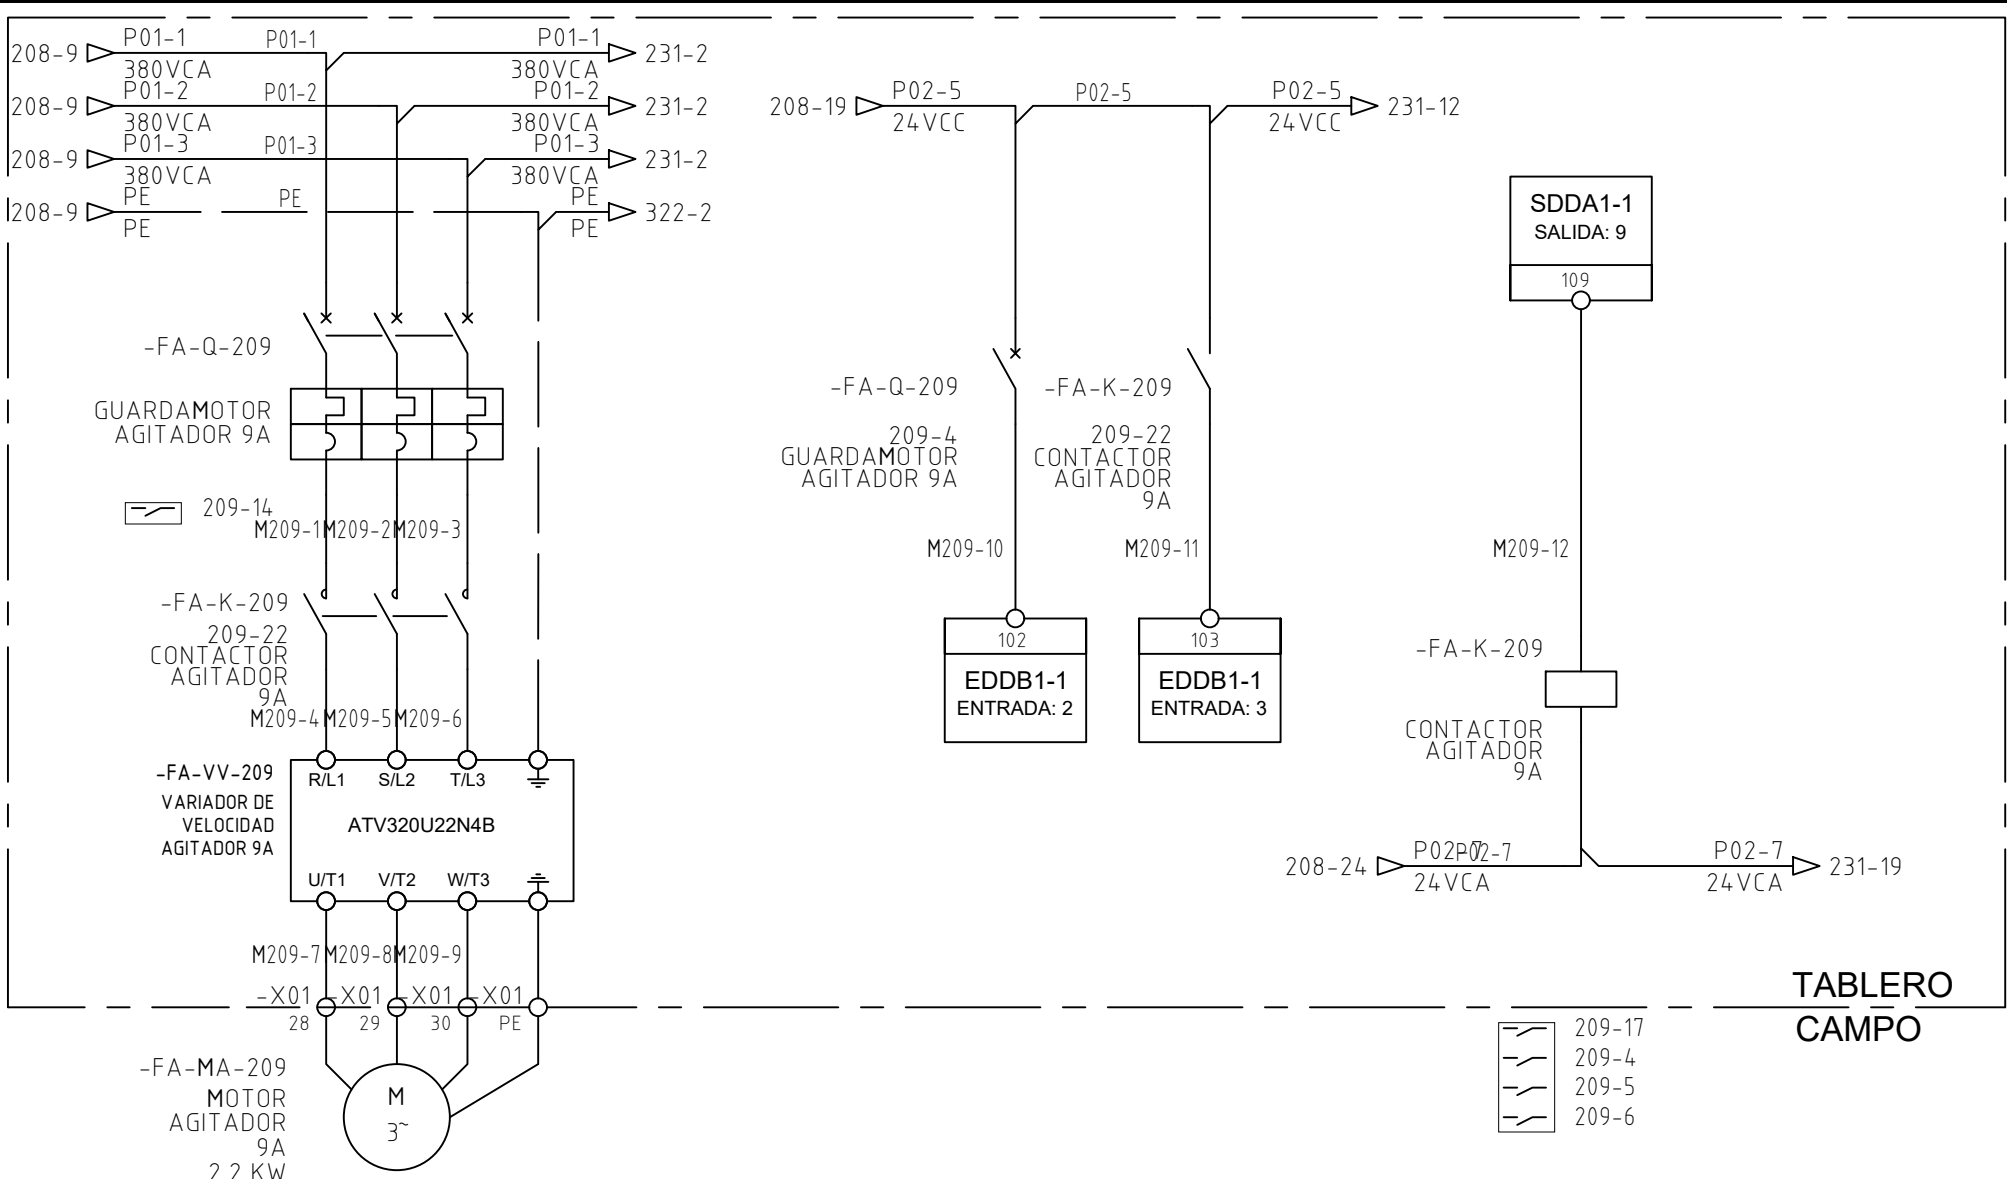 208-9 P01-1 P01-1 P01-1 231-2
380VCA 380VCA
208-9 P01-2 P01-2 P01-2 231-2
380VCA 380VCA
208-9 P01-3 P01-3 P01-3 231-2
380VCA 380VCA
208-9 PE PE PE 322-2
PE PE
-FA-Q-209
GUARDAMOTOR
AGITADOR 9A
209-14
M209-1 M209-2 M209-3
-FA-K-209
209-22
CONTACTOR
AGITADOR
9A
M209-4 M209-5 M209-6
-FA-VV-209
VARIADOR DE
VELOCIDAD
AGITADOR 9A
R/L1 S/L2 T/L3
ATV320U22N4B
U/T1 V/T2 W/T3
M209-7 M209-8 M209-9
-X01 -X01 -X01 -X01
28 29 30 PE
-FA-MA-209
MOTOR
AGITADOR
9A
2.2 KW
M
3~
208-19 P02-5 P02-5 P02-5 231-12
24VCC 24VCC
-FA-Q-209
209-4
GUARDAMOTOR
AGITADOR 9A
M209-10
102
EDDB1-1
ENTRADA: 2
-FA-K-209
209-22
CONTACTOR
AGITADOR
9A
M209-11
103
EDDB1-1
ENTRADA: 3
SDDA1-1
SALIDA: 9
109
M209-12
-FA-K-209
CONTACTOR
AGITADOR
9A
208-24 P02-7 P02-7 P02-7 231-19
24VCA 24VCA
TABLERO
CAMPO
209-17
209-4
209-5
209-6